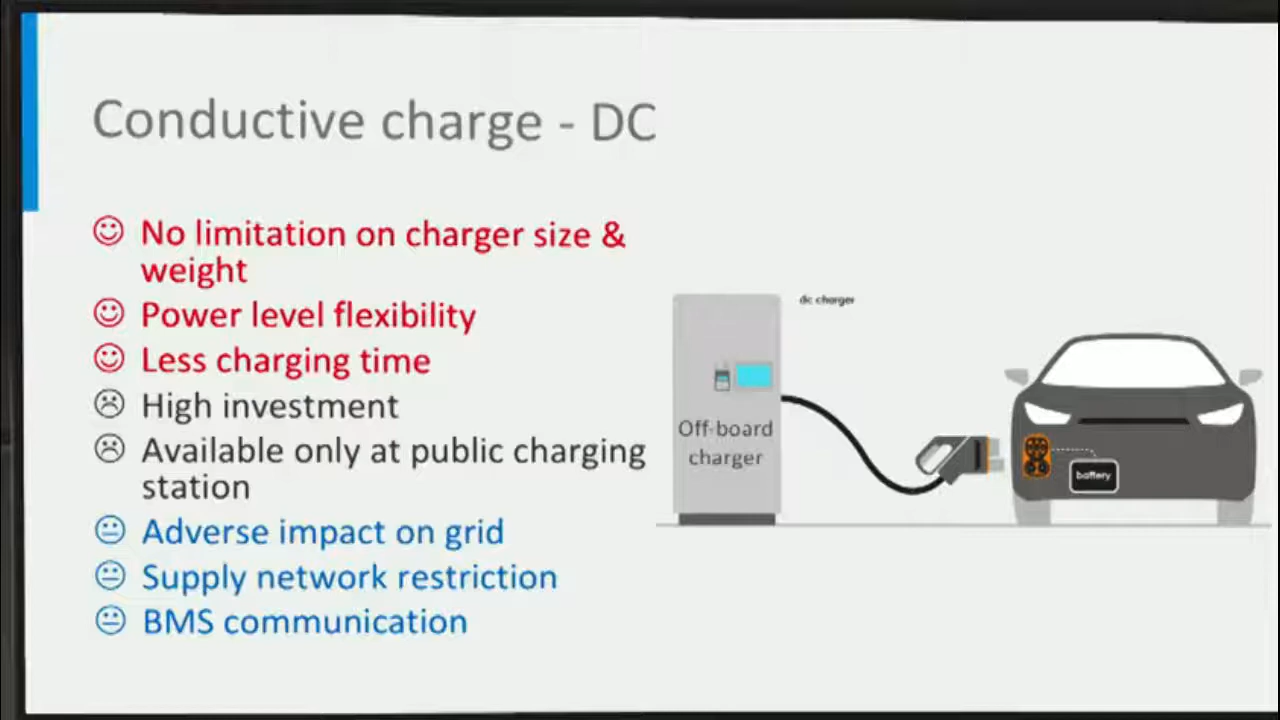 Conductive charge - DC
No limitation on charger size &
weight
Power level flexibility
Less charging time
High investment
Available only at public charging
station
Adverse impact on grid
Supply network restriction
BMS communication
dc charger
Off-board
charger
battery